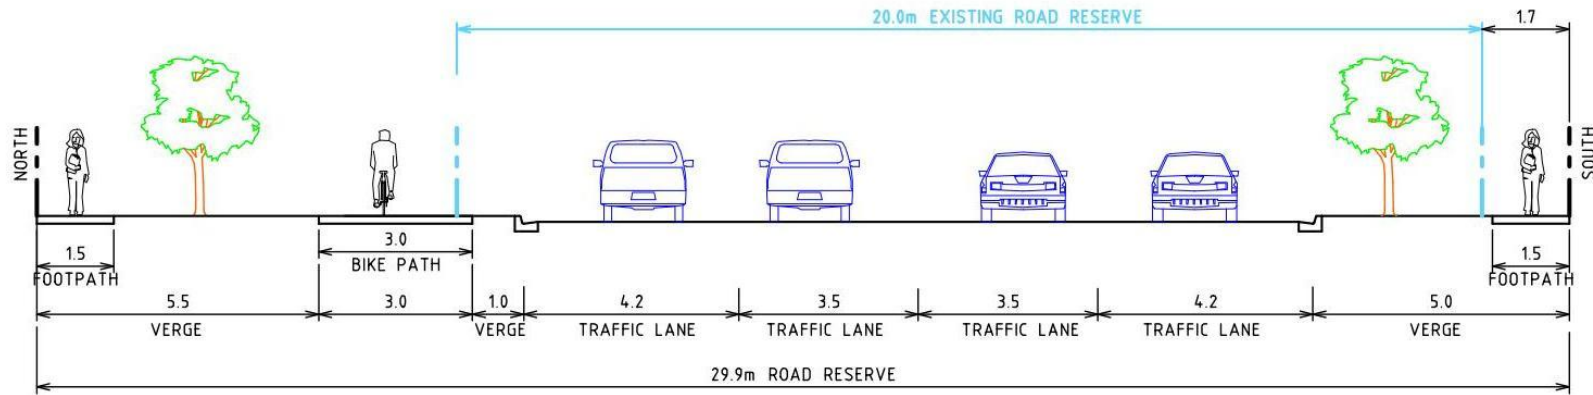 20.0m EXISTING ROAD RESERVE
1.7
NORTH
SOUTH
1.5
FOOTPATH
3.0
BIKE PATH
1.5
FOOTPATH
5.5
VERGE
3.0
1.0
VERGE
4.2
TRAFFIC LANE
3.5
TRAFFIC LANE
3.5
TRAFFIC LANE
4.2
TRAFFIC LANE
5.0
VERGE
29.9m ROAD RESERVE